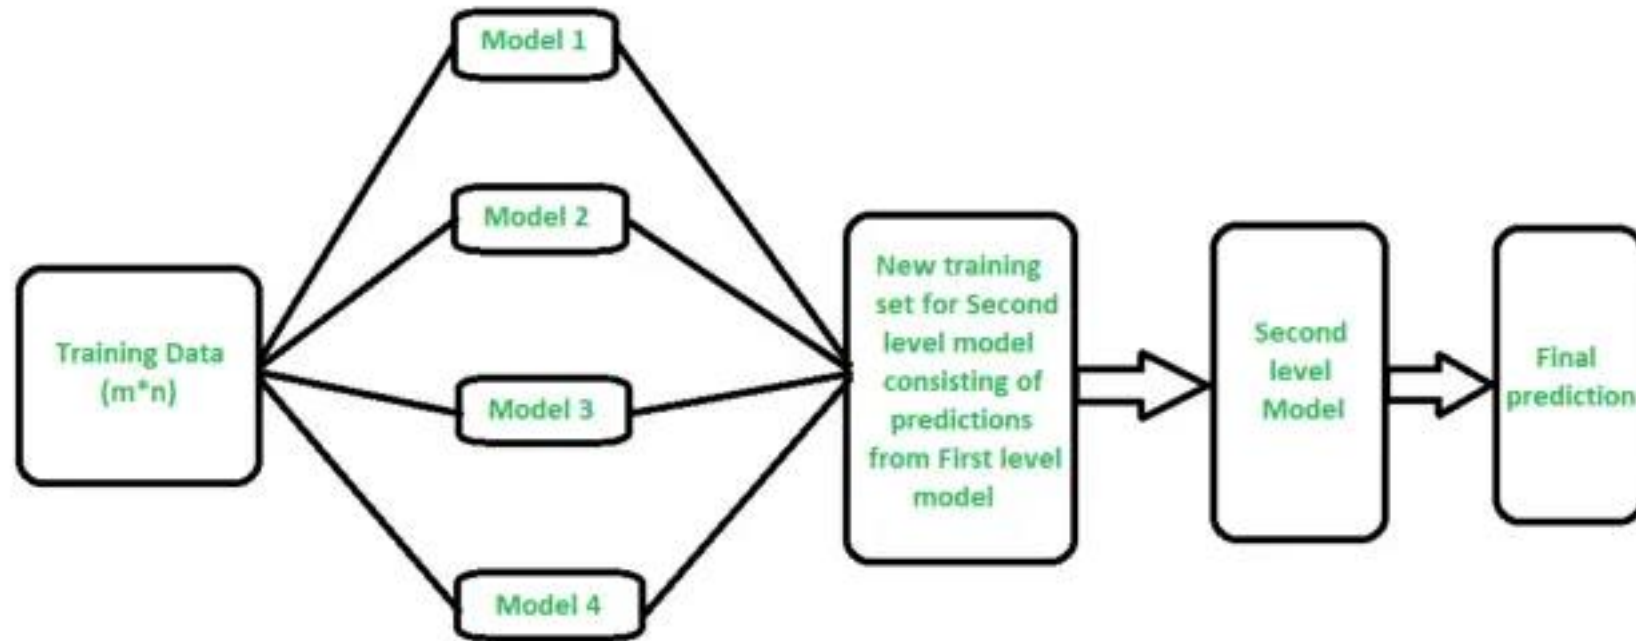 Model 1
Model 2
Training Data
(m*n)
Model 3
Model 4
New training
set for Second
level model
consisting of
predictions
from First level
model
Second
level
Model
Final
prediction